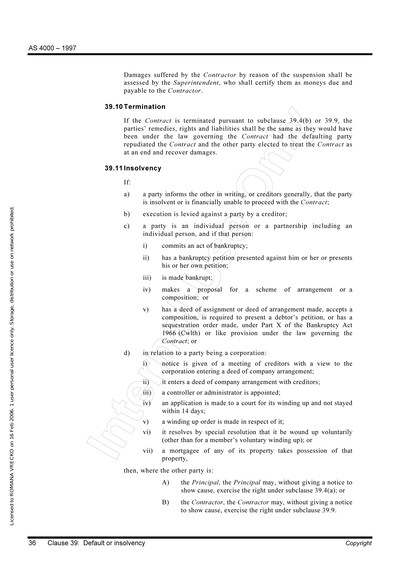 AS 4000 – 1997
Damages suffered by the Contractor by reason of the suspension shall be
assessed by the Superintendent, who shall certify them as moneys due and
payable to the Contractor.
39.10 Termination
If the Contract is terminated pursuant to subclause 39.4(b) or 39.9, the
parties' remedies, rights and liabilities shall be the same as they would have
been under the law governing the Contract had the defaulting party
repudiated the Contract and the other party elected to treat the Contract as
at an end and recover damages.
39.11 Insolvency
If:
a) a party informs the other in writing, or creditors generally, that the party
is insolvent or is financially unable to proceed with the Contract;
b) execution is levied against a party by a creditor;
c) a party is an individual person or a partnership including an
individual person, and if that person:
i) commits an act of bankruptcy;
ii) has a bankruptcy petition presented against him or her or presents
his or her own petition;
iii) is made bankrupt;
iv) makes a proposal for a scheme of arrangement or a
composition; or
v) has a deed of assignment or deed of arrangement made, accepts a
composition, is required to present a debtor's petition, or has a
sequestration order made, under Part X of the Bankruptcy Act
1966 (Cwlth) or like provision under the law governing the
Contract; or
d) in relation to a party being a corporation:
i) notice is given of a meeting of creditors with a view to the
corporation entering a deed of company arrangement;
ii) it enters a deed of company arrangement with creditors;
iii) a controller or administrator is appointed;
iv) an application is made to a court for its winding up and not stayed
within 14 days;
v) a winding up order is made in respect of it;
vi) it resolves by special resolution that it be wound up voluntarily
(other than for a member's voluntary winding up); or
vii) a mortgagee of any of its property takes possession of that
property,
then, where the other party is:
A) the Principal, the Principal may, without giving a notice to
show cause, exercise the right under subclause 39.4(a); or
B) the Contractor, the Contractor may, without giving a notice
to show cause, exercise the right under subclause 39.9.
36 Clause 39: Default or insolvency Copyright
Licensed to ROMANA VRECKO on 16 Feb 2006. 1 user personal user licence only. Storage, distribution or use on network prohibited.